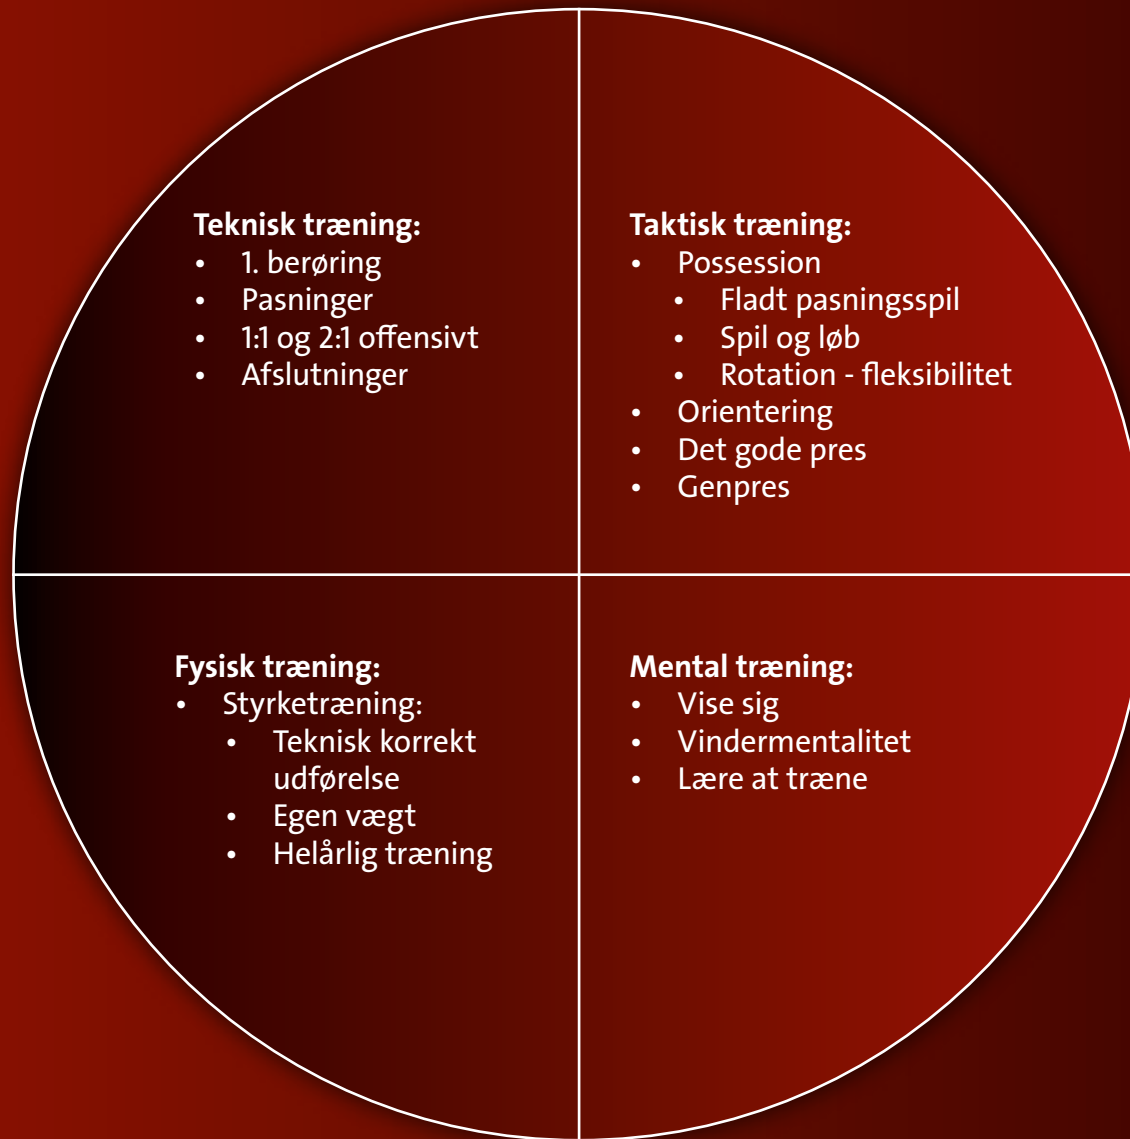 Teknisk træning:
• 1. berøring
• Pasninger
• 1:1 og 2:1 offensivt
• Afslutninger
Taktisk træning:
• Possession
• Fladt pasningsspil
• Spil og løb
• Rotation - fleksibilitet
• Orientering
• Det gode pres
• Genpres
Fysisk træning:
• Styrketræning:
• Teknisk korrekt
udførelse
• Egen vægt
• Helårlig træning
Mental træning:
• Vise sig
• Vindermentalitet
• Lære at træne